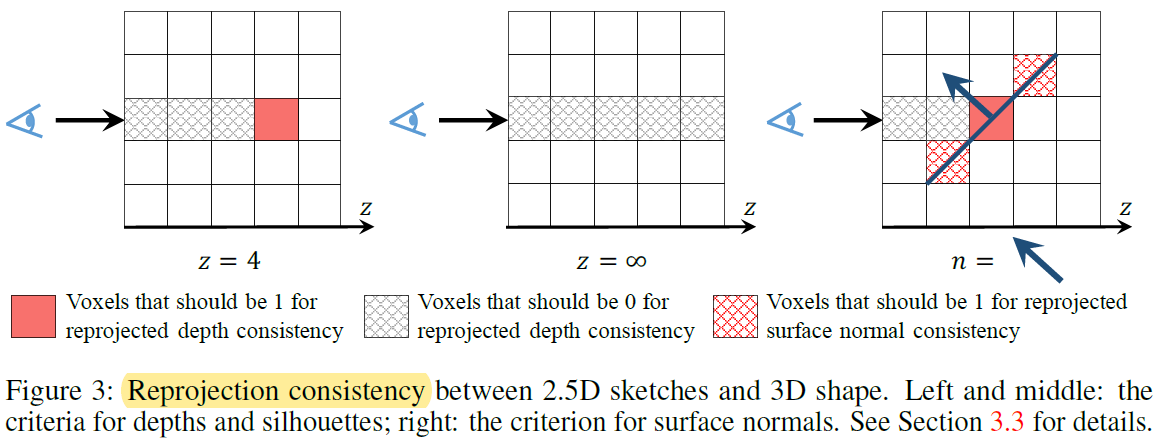 z
z
z
z = 4
z = ∞
n =
Voxels that should be 1 for
reprojected depth consistency
Voxels that should be 0 for
reprojected depth consistency
Voxels that should be 1 for reprojected
surface normal consistency
Figure 3: Reprojection consistency between 2.5D sketches and 3D shape. Left and middle: the
criteria for depths and silhouettes; right: the criterion for surface normals. See Section 3.3 for details.